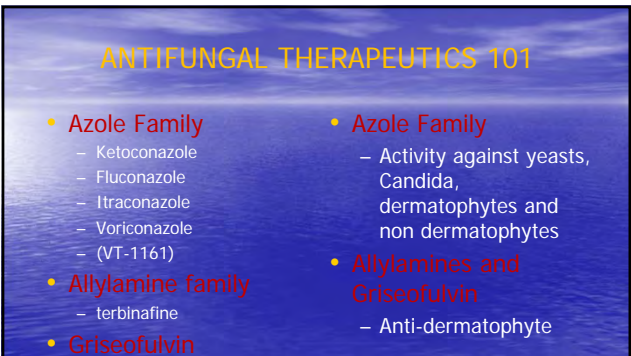 ANTIFUNGAL THERAPEUTICS 101
• Azole Family
– Ketoconazole
– Fluconazole
– Itraconazole
– Voriconazole
– (VT-1161)
• Allylamine family
– terbinafine
• Griseofulvin
• Azole Family
– Activity against yeasts,
Candida,
dermatophytes and
non dermatophytes
• Allylamines and
Griseofulvin
– Anti-dermatophyte